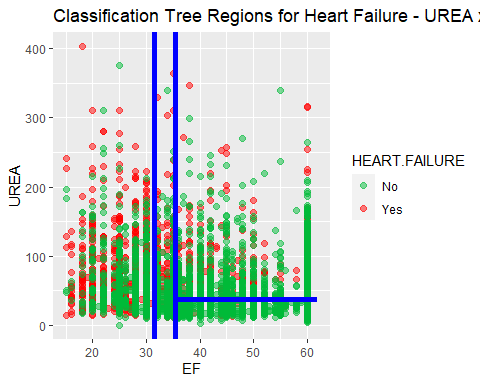 Classification Tree Regions for Heart Failure - UREA x
400
300
200
100
0
UREA
20
30
40
50
60
EF
HEART.FAILURE
No
Yes